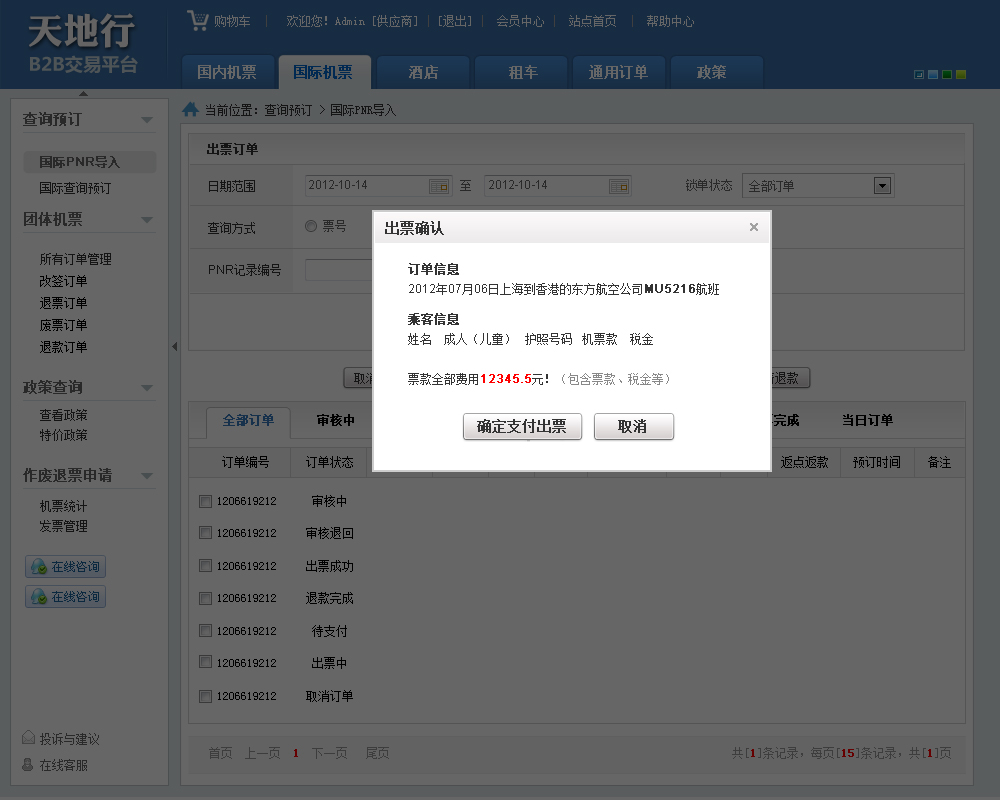 天地行
B2B交易平台
购物车 欢迎您! Admin [供应商] [退出] 会员中心 站点首页 帮助中心
国内机票 国际机票 酒店 租车 通用订单 政策
当前位置: 查询预订 > 国际PNR导入
查询预订
国际PNR导入
国际查询预订
团体机票
所有订单管理
改签订单
退票订单
废票订单
退款订单
政策查询
查看政策
特价政策
作废退票申请
机票统计
发票管理
在线咨询
在线咨询
投诉与建议
在线客服
出票订单
日期范围 2012-10-14 至 2012-10-14 锁单状态 全部订单
查询方式 票号
PNR记录编号
出票确认 ×
订单信息
2012年07月06日上海到香港的东方航空公司MU5216航班
乘客信息
姓名 成人（儿童） 护照号码 机票款 税金
票款全部费用12345.5元! （包含票款、税金等）
确定支付出票 取消
退款
全部订单 审核中 完成 当日订单
订单编号 订单状态 返点返款 预订时间 备注
1206619212 审核中
1206619212 审核退回
1206619212 出票成功
1206619212 退款完成
1206619212 待支付
1206619212 出票中
1206619212 取消订单
首页 上一页 1 下一页 尾页 共[1]条记录，每页[15]条记录，共[1]页